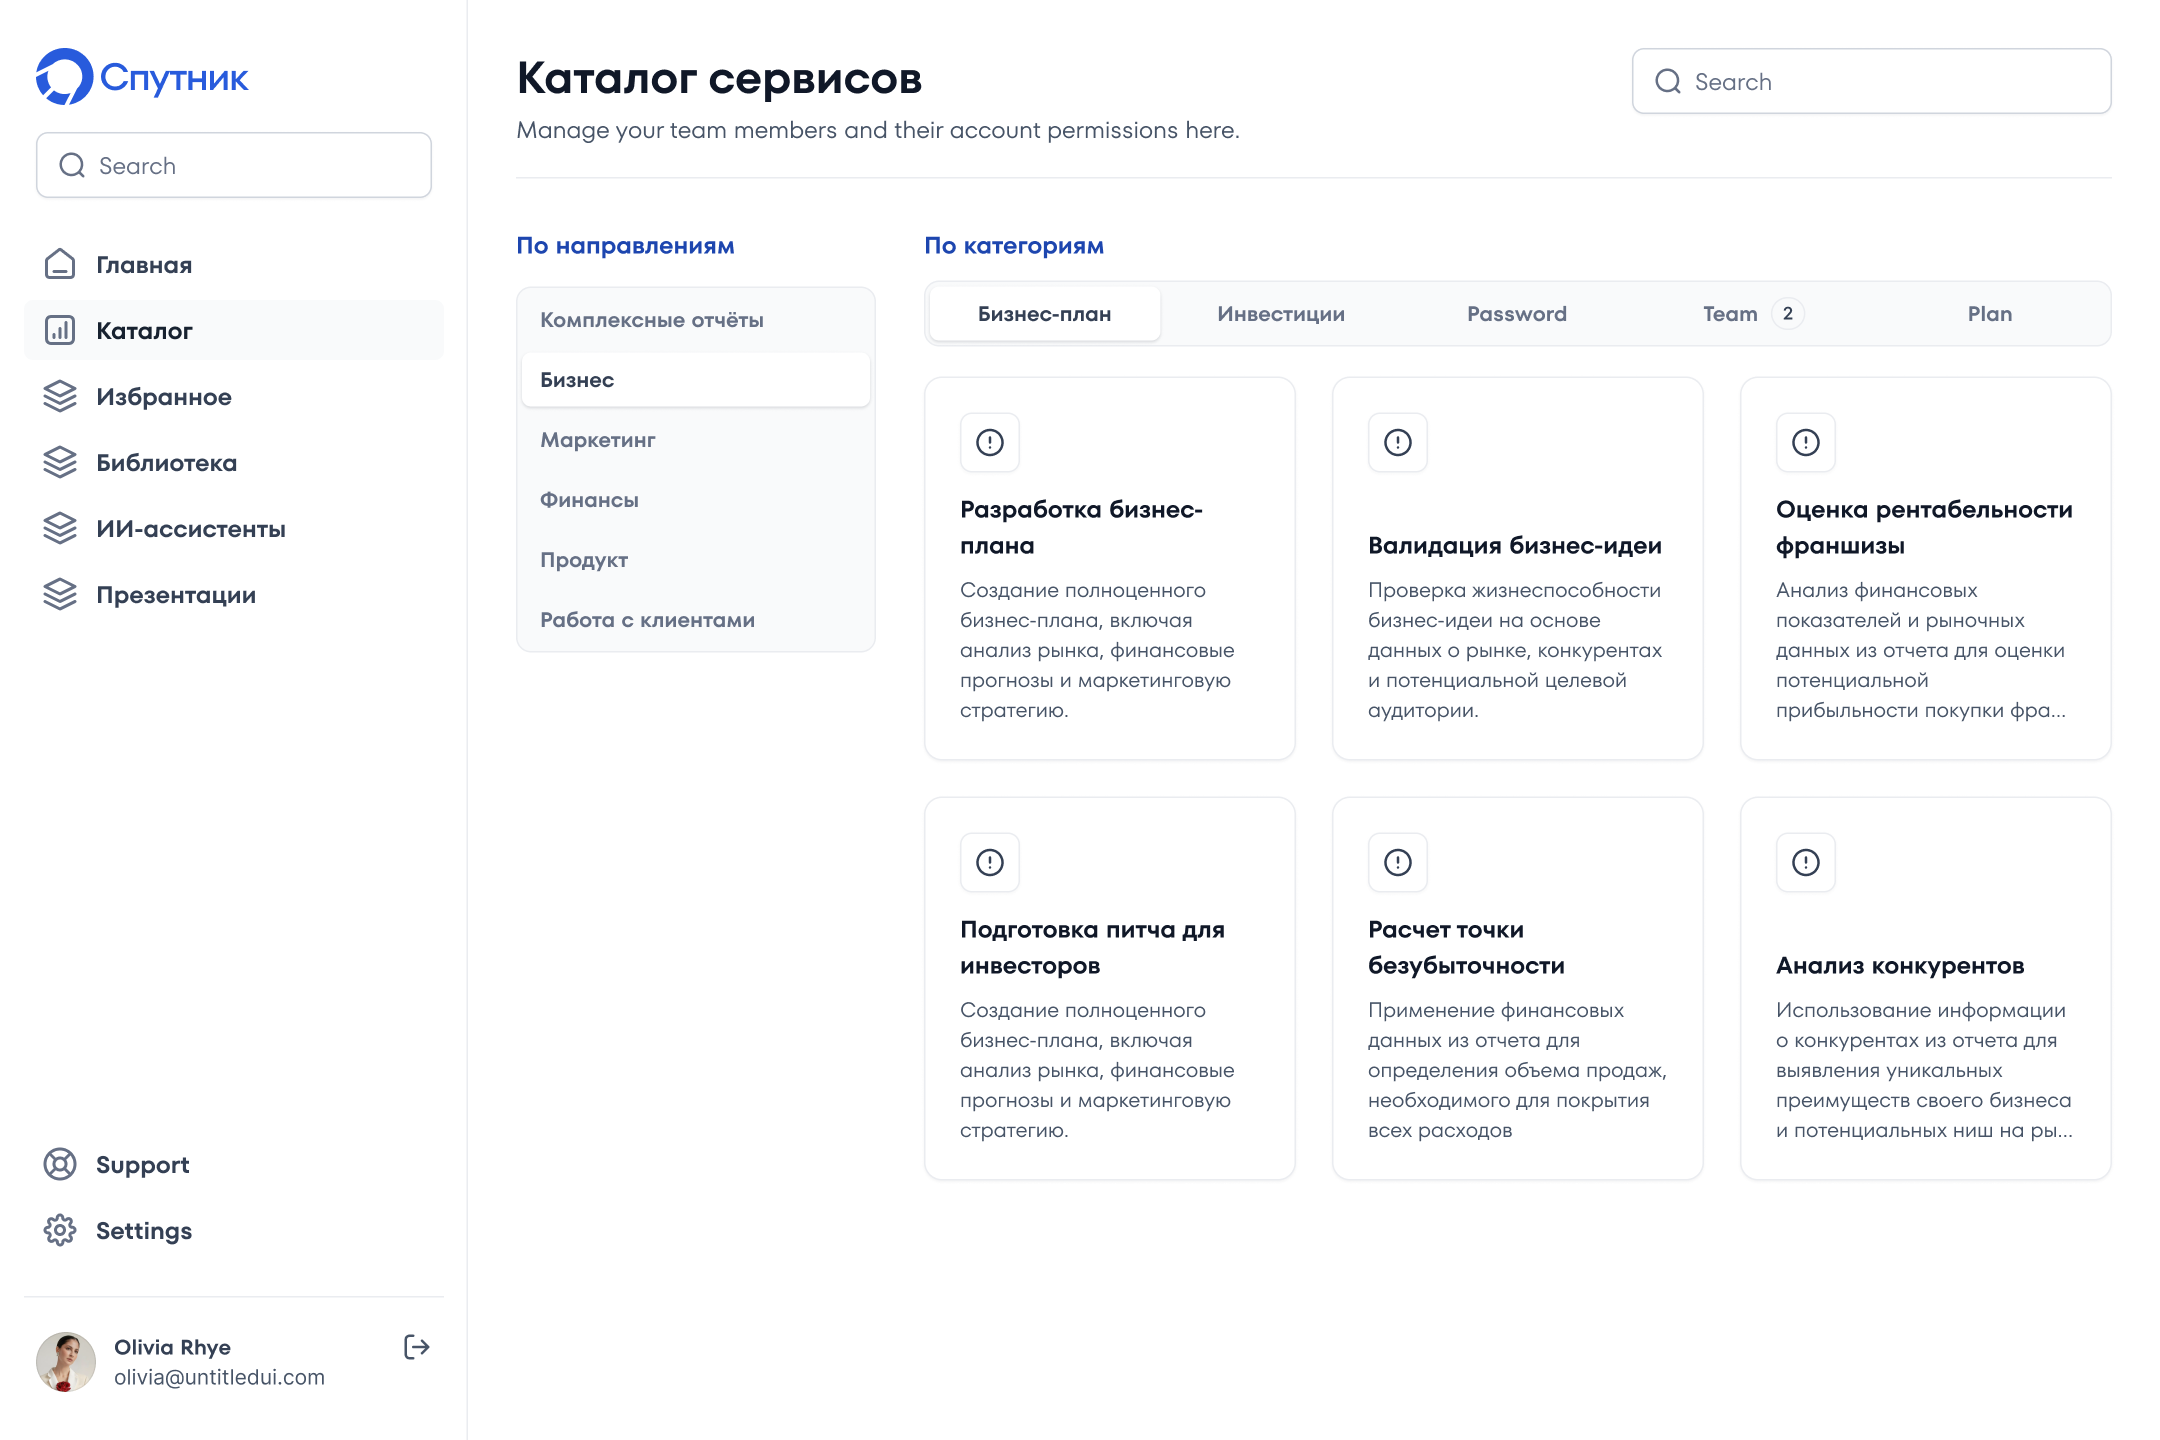 Спутник
Search
Главная
Каталог
Избранное
Библиотека
ИИ-ассистенты
Презентации
Support
Settings
Olivia Rhye
olivia@untitledui.com
Каталог сервисов
Manage your team members and their account permissions here.
Search
По направлениям
Комплексные отчёты
Бизнес
Маркетинг
Финансы
Продукт
Работа с клиентами
По категориям
Бизнес-план
Инвестиции
Password
Team 2
Plan
Разработка бизнес-
плана
Создание полноценного
бизнес-плана, включая
анализ рынка, финансовые
прогнозы и маркетинговую
стратегию.
Валидация бизнес-идеи
Проверка жизнеспособности
бизнес-идеи на основе
данных о рынке, конкурентах
и потенциальной целевой
аудитории.
Оценка рентабельности
франшизы
Анализ финансовых
показателей и рыночных
данных из отчета для оценки
потенциальной
прибыльности покупки фра...
Подготовка питча для
инвесторов
Создание полноценного
бизнес-плана, включая
анализ рынка, финансовые
прогнозы и маркетинговую
стратегию.
Расчет точки
безубыточности
Применение финансовых
данных из отчета для
определения объема продаж,
необходимого для покрытия
всех расходов
Анализ конкурентов
Использование информации
о конкурентах из отчета для
выявления уникальных
преимуществ своего бизнеса
и потенциальных ниш на ры...